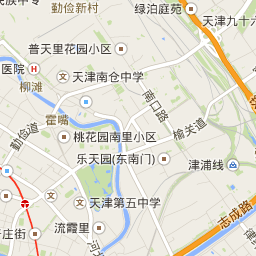 勤俭新村
绿泊庭苑
天津九十六
普天里花园小区
医院
天津南仓中学
柳滩
南口路
霍嘴
勤俭道
桃花园南里小区
榆关道
乐天园(东南门)
津浦线
天津第五中学
志成路
流霞里
庄街